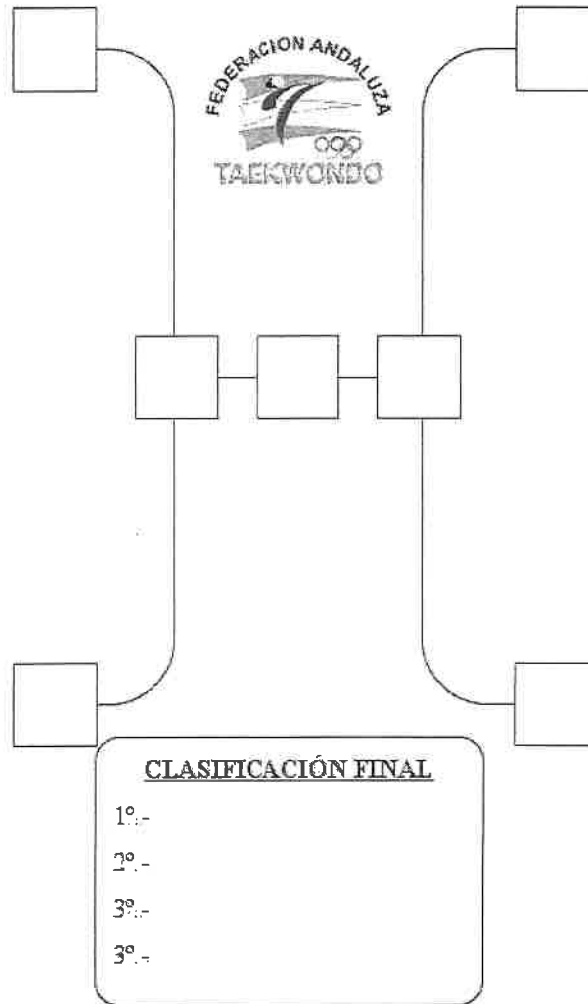 FEDERACION ANDALUZA
TAEKWONDO
CLASIFICACIÓN FINAL
1º.-
2º.-
3º.-
3º.-